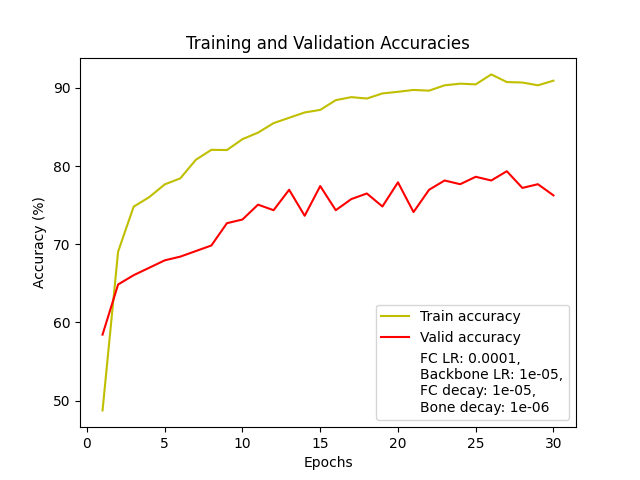 Training and Validation Accuracies
Accuracy (%)
90
80
70
60
50
0
5
10
15
20
25
30
Epochs
Train accuracy
Valid accuracy
FC LR: 0.0001,
Backbone LR: 1e-05,
FC decay: 1e-05,
Bone decay: 1e-06